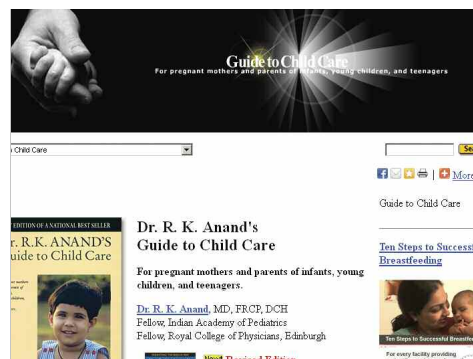 Guide to Child Care
For pregnant mothers and parents of infants, young children, and teenagers
Child Care
More
Guide to Child Care
EDITION OF A NATIONAL BEST SELLER
r. R.K. ANAND'S
uide to Child Care
Dr. R. K. Anand's
Guide to Child Care
For pregnant mothers and parents of infants, young
children, and teenagers.
Dr. R. K. Anand, MD, FRCP, DCH
Fellow, Indian Academy of Pediatrics
Fellow, Royal College of Physicians, Edinburgh
New! Revised Edition
Ten Steps to Successf
Breastfeeding
Ten Steps to Successful Breastfe
For every facility providing